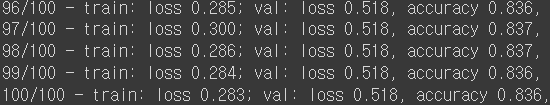 96/100 - train: loss 0.285; val: loss 0.518, accuracy 0.836,
97/100 - train: loss 0.300; val: loss 0.518, accuracy 0.837,
98/100 - train: loss 0.286; val: loss 0.518, accuracy 0.837,
99/100 - train: loss 0.284; val: loss 0.518, accuracy 0.836,
100/100 - train: loss 0.283; val: loss 0.518, accuracy 0.836,